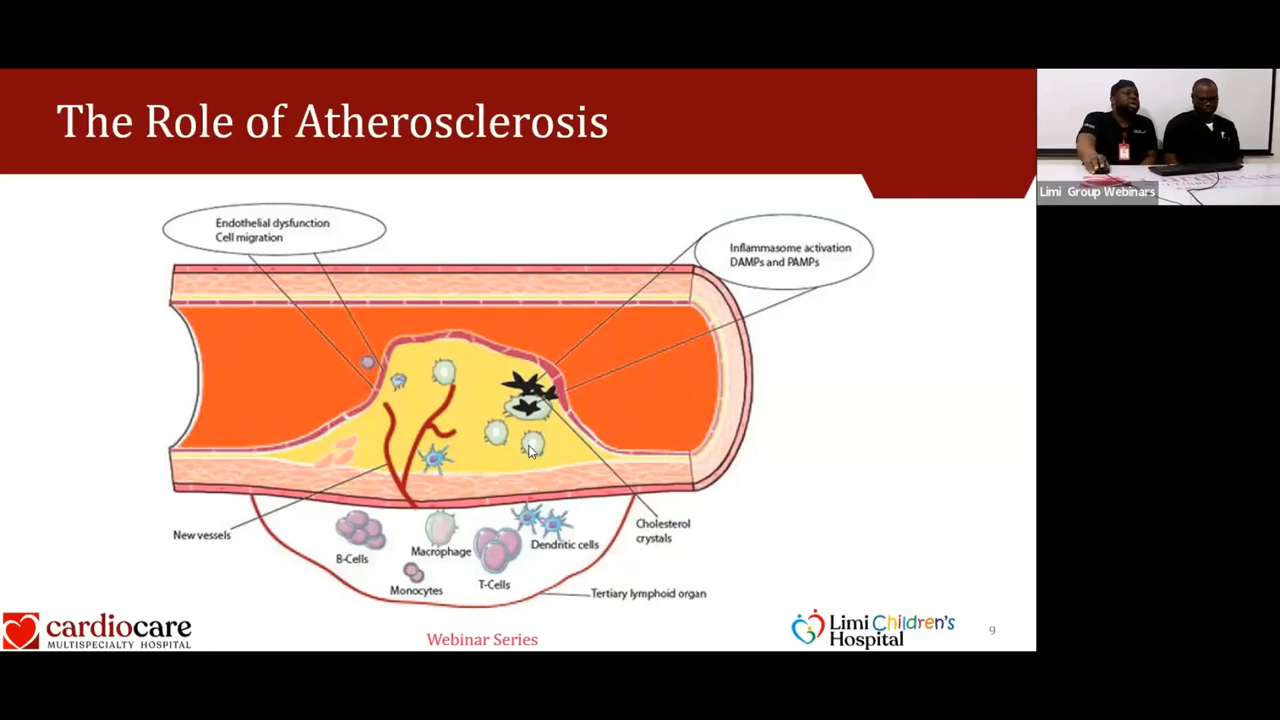 The Role of Atherosclerosis
Limi Group Webinars
Endothelial dysfunction
Cell migration
Inflammasome activation
DAMPs and PAMPs
New vessels
B-Cells
Macrophage
Monocytes
T-Cells
Dendritic cells
Cholesterol
crystals
Tertiary lymphoid organ
cardiocare
MULTISPECIALTY HOSPITAL
Webinar Series
Limi Children's
Hospital
9